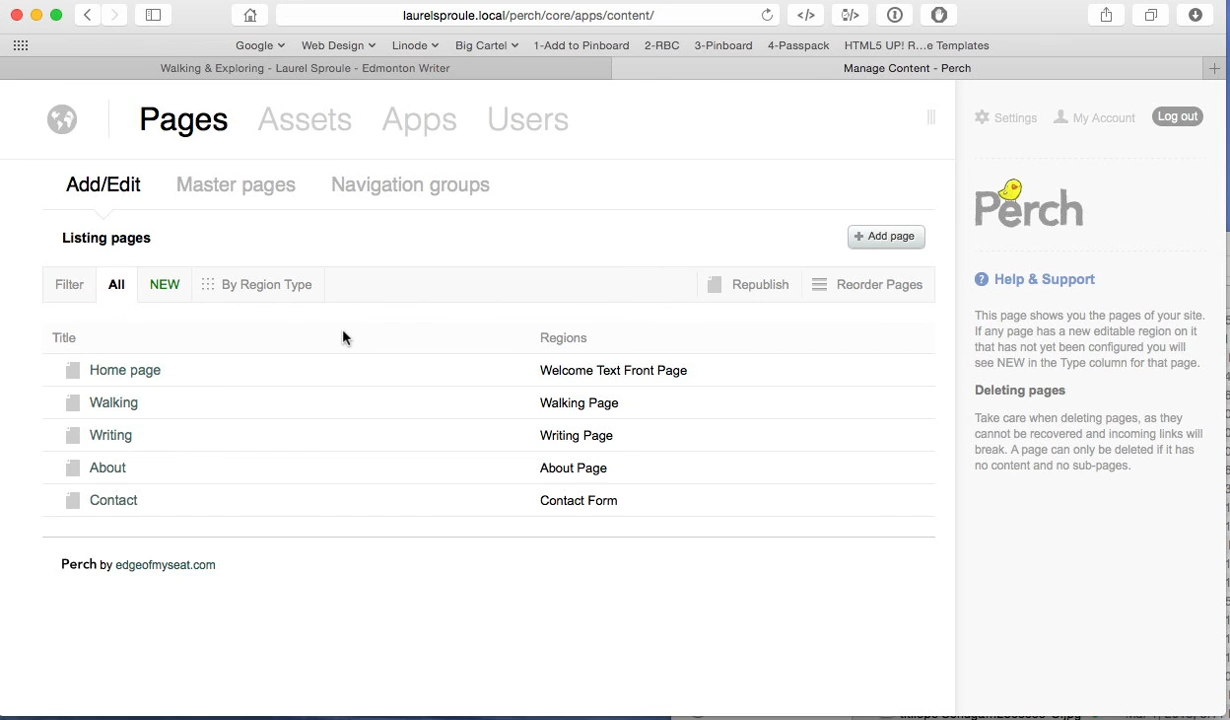 laurelsproule.local/perch/core/apps/content/
Google Web Design Linode Big Cartel 1-Add to Pinboard 2-RBC 3-Pinboard 4-Passpack HTML5 UP! R...e Templates
Walking & Exploring - Laurel Sproule - Edmonton Writer
Manage Content - Perch
Pages Assets Apps Users
Settings My Account Log out
Add/Edit Master pages Navigation groups
Perch
Listing pages
+ Add page
Filter All NEW By Region Type Republish Reorder Pages
? Help & Support
This page shows you the pages of your site.
If any page has a new editable region on it
that has not yet been configured you will
see NEW in the Type column for that page.
Deleting pages
Take care when deleting pages, as they
cannot be recovered and incoming links will
break. A page can only be deleted if it has
no content and no sub-pages.
Title Regions
Home page Welcome Text Front Page
Walking Walking Page
Writing Writing Page
About About Page
Contact Contact Form
Perch by edgeofmyseat.com